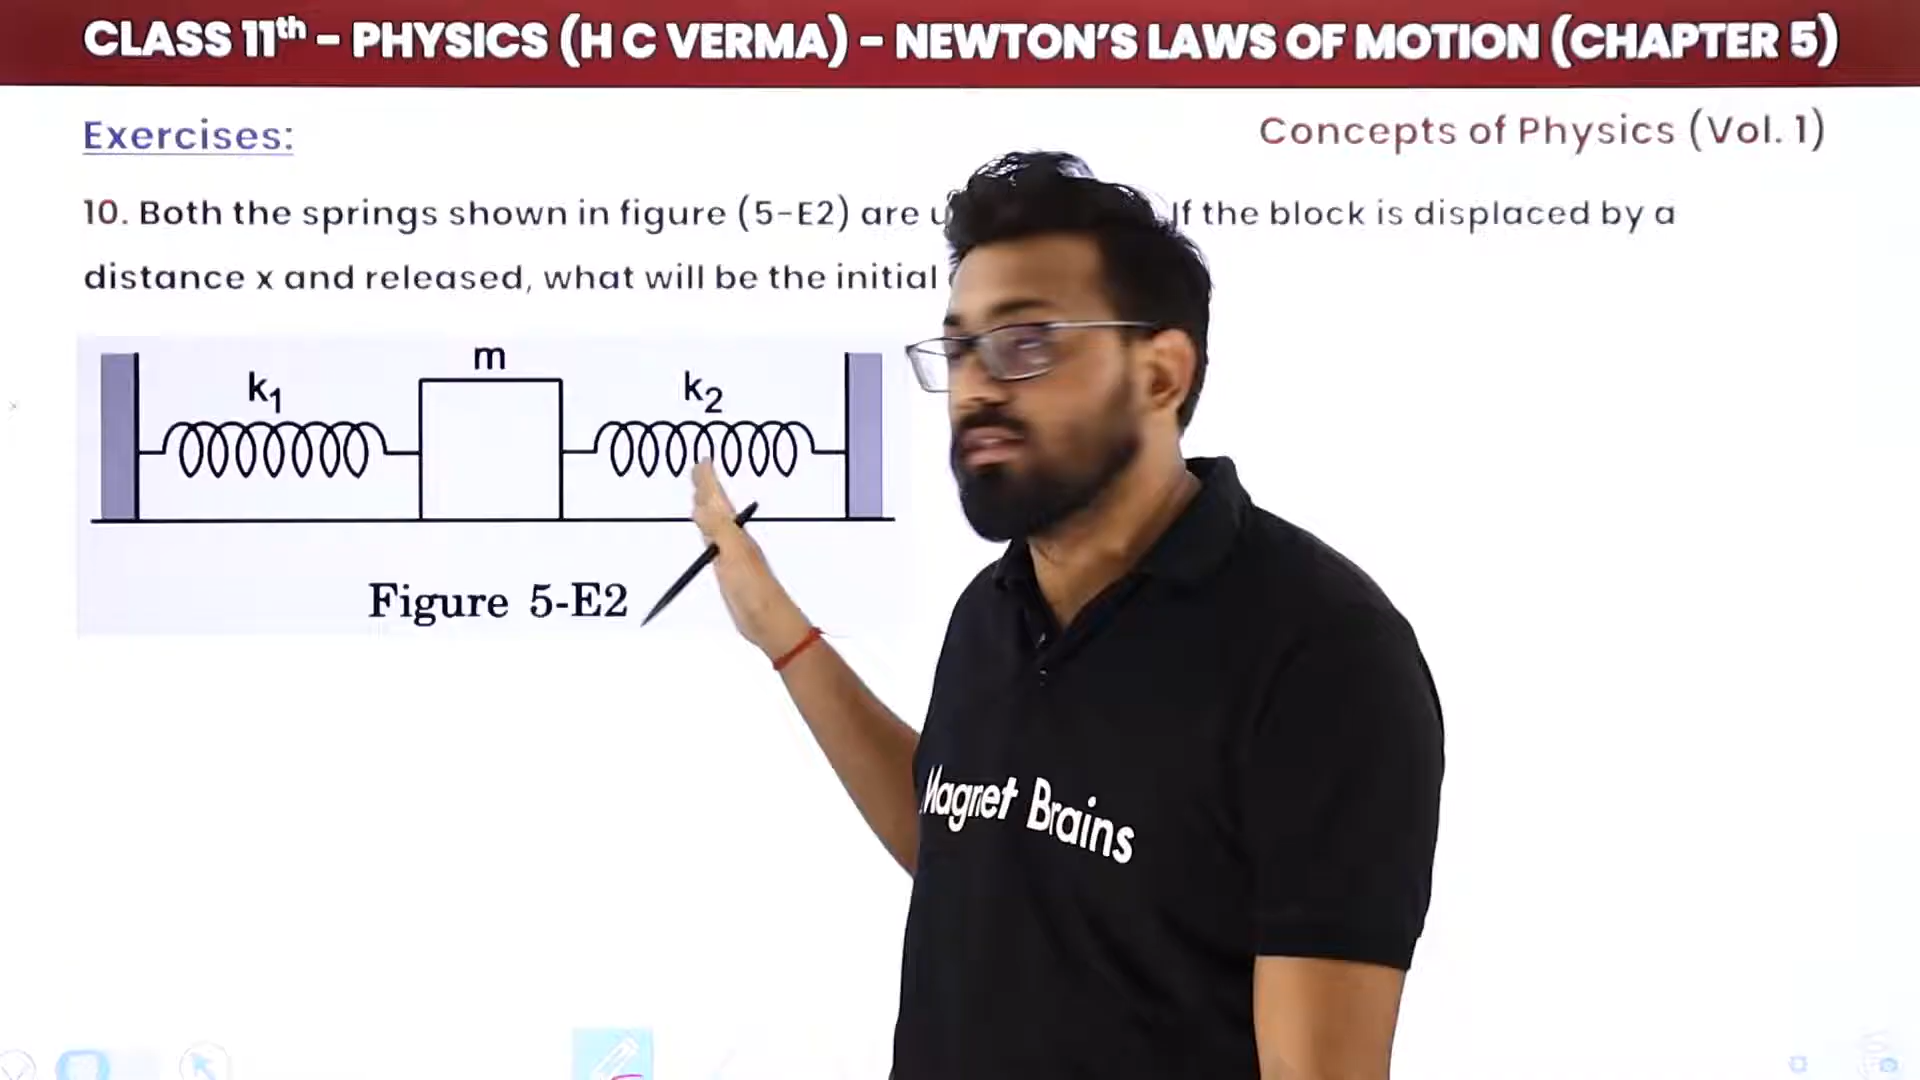 CLASS 11th - PHYSICS (H C VERMA) - NEWTON'S LAWS OF MOTION (CHAPTER 5)
Exercises:
Concepts of Physics (Vol. 1)
10. Both the springs shown in figure (5-E2) are If the block is displaced by a
distance x and released, what will be the initial
m
k1
k2
Figure 5-E2
Magnet Brains